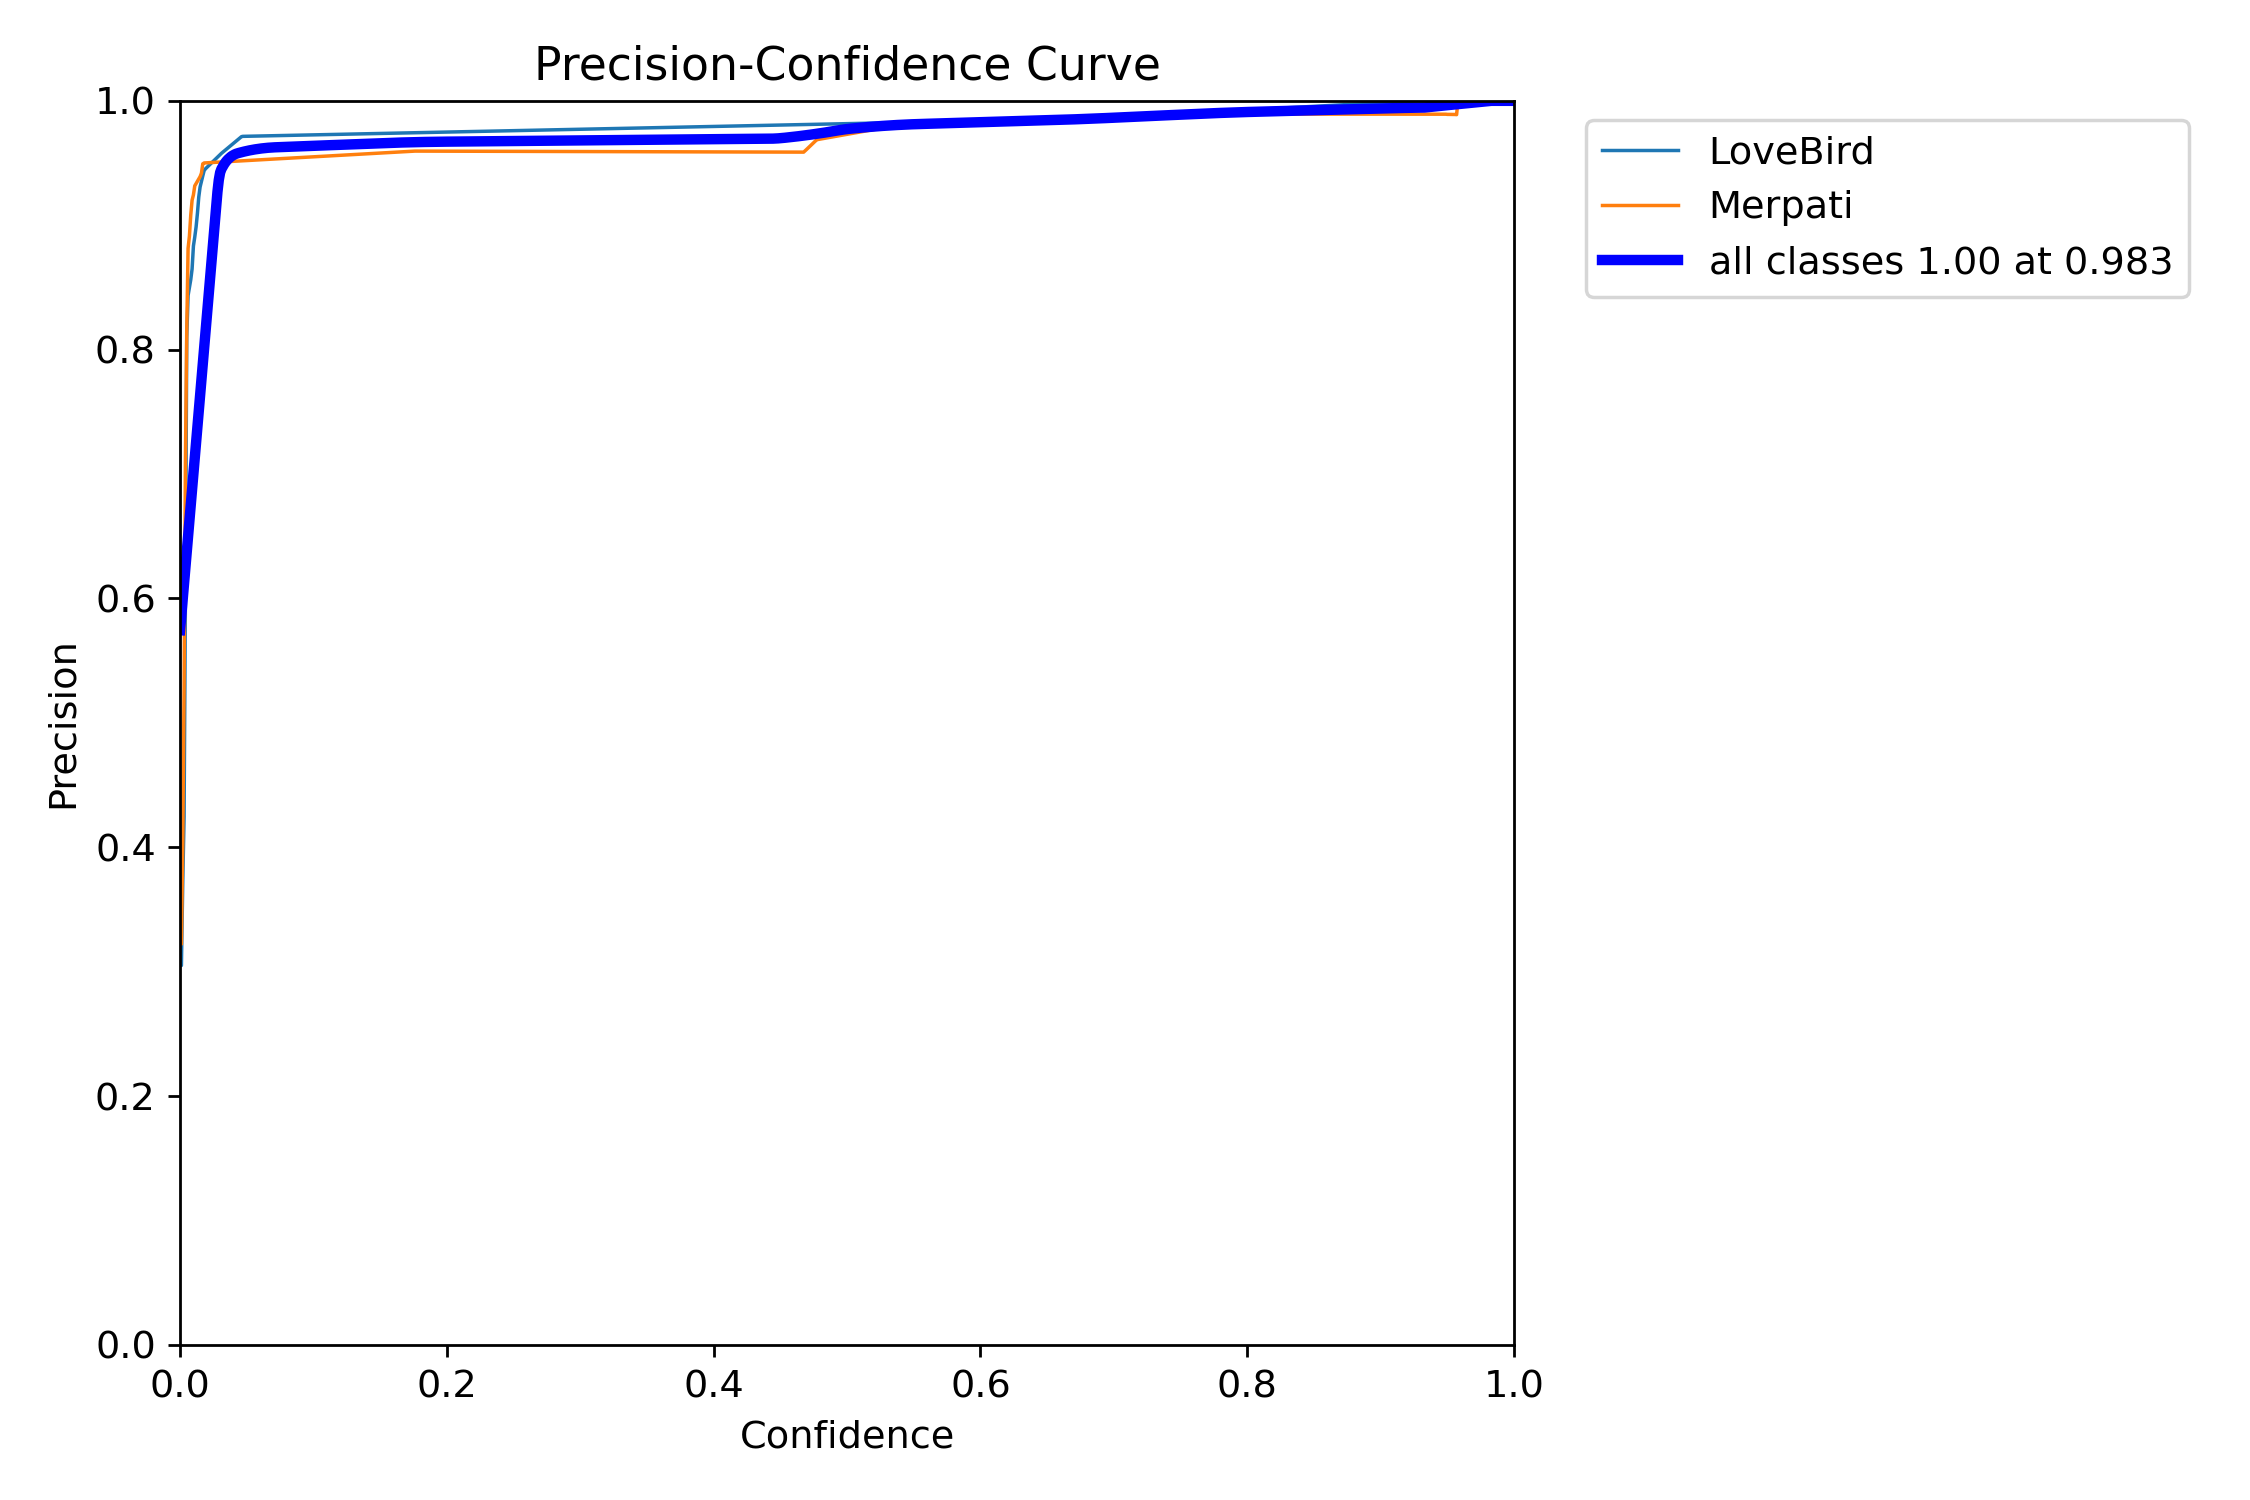 Precision-Confidence Curve
1.0
0.8
0.6
0.4
0.2
0.0
Precision
0.0 0.2 0.4 0.6 0.8 1.0
Confidence
LoveBird
Merpati
all classes 1.00 at 0.983